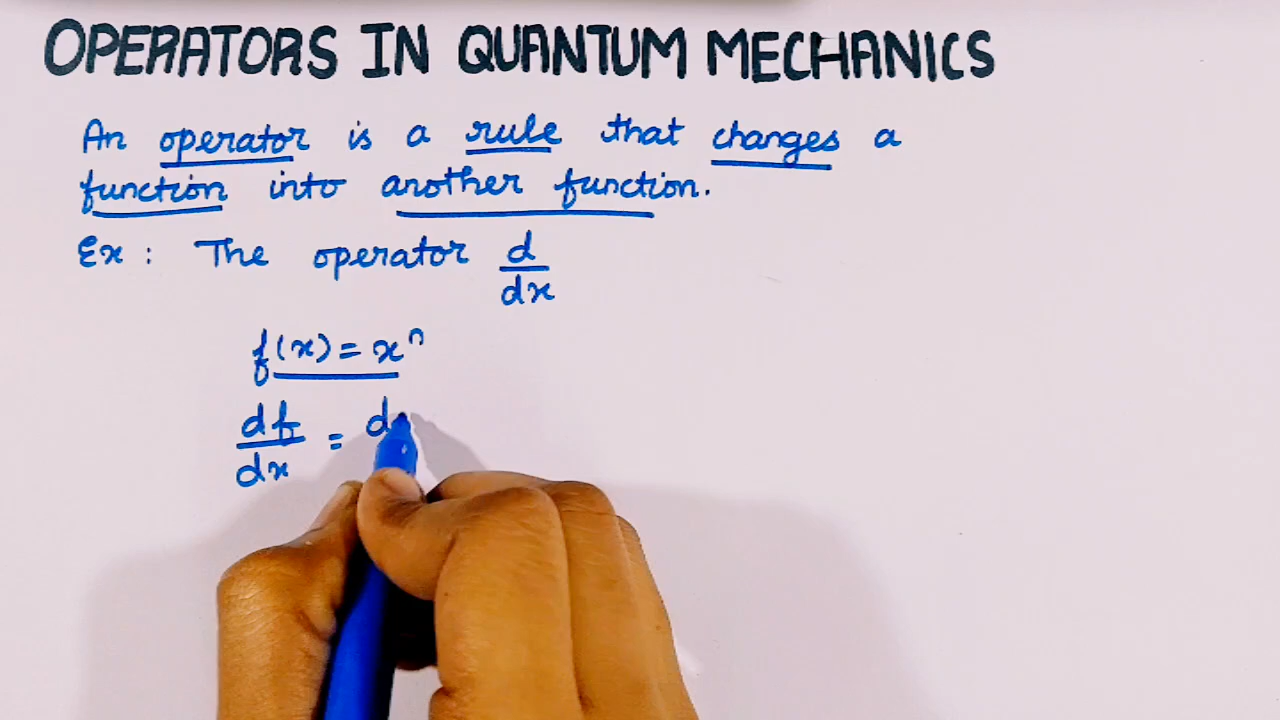 OPERATORS IN QUANTUM MECHANICS
An operator is a rule that changes a
function into another function.
Ex : The operator d/dx
f(x) = xⁿ
df/dx = d